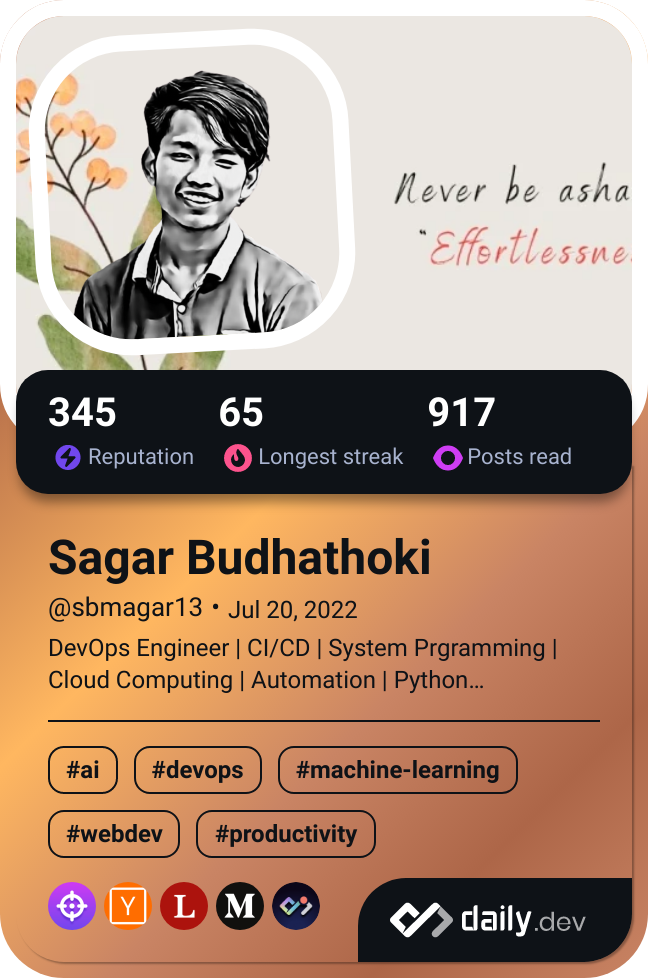 Never be asha
"Effortlessne
345
65
917
Reputation
Longest streak
Posts read
Sagar Budhathoki
@sbmagar13 • Jul 20, 2022
DevOps Engineer | CI/CD | System Prgramming |
Cloud Computing | Automation | Python...
#ai
#devops
#machine-learning
#webdev
#productivity
Y
L
M
daily.dev